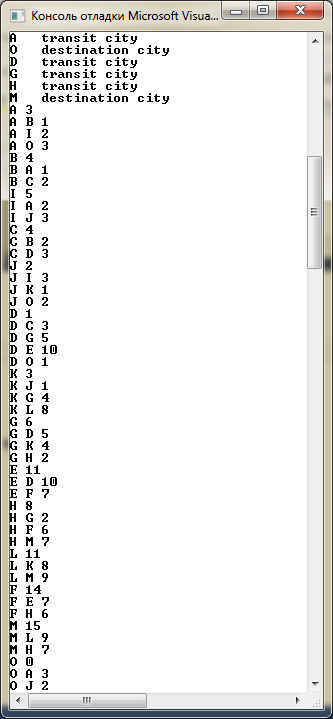 Консоль отладки Microsoft Visua...
A transit city
O destination city
D transit city
G transit city
H transit city
M destination city
A 3
A B 1
A I 2
A O 3
B 4
B A 1
B C 2
I 5
I A 2
I J 3
C 4
C B 2
C D 3
J 2
J I 3
J K 1
J O 2
D 1
D C 3
D G 5
D E 10
D O 1
K 3
K J 1
K G 4
K L 8
G 6
G D 5
G K 4
G H 2
E 11
E D 10
E F 7
H 8
H G 2
H F 6
H M 7
L 11
L K 8
L M 9
F 14
F E 7
F H 6
M 15
M L 9
M H 7
O 0
O A 3
O J 2